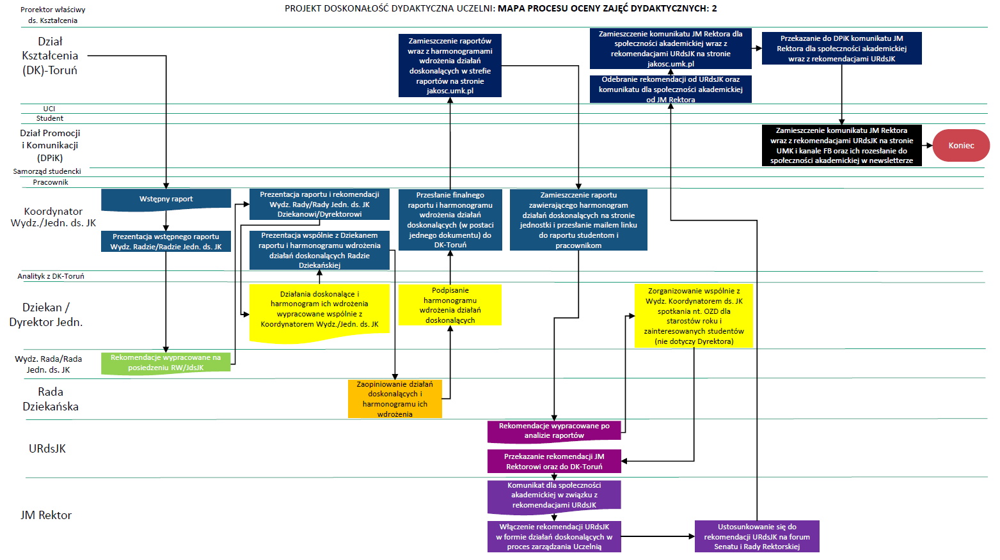 Prorektor właściwy
ds. Kształcenia
PROJEKT DOSKONAŁOŚĆ DYDAKTYCZNA UCZELNI: MAPA PROCESU OCENY ZAJĘĆ DYDAKTYCZNYCH: 2
Dział
Kształcenia
(DK)-Toruń
Zamieszczenie raportów
wraz z harmonogramami
wdrożenia działań
doskonalących w strefie
raportów na stronie
jakosc.umk.pl
Zamieszczenie komunikatu JM Rektora dla
społeczności akademickiej wraz z
rekomendacjami URdsJK na stronie
jakosc.umk.pl
Odebranie rekomendacji od URdsJK oraz
komunikatu dla społeczności akademickiej
od JM Rektora
Przekazanie do DPiK komunikatu JM
Rektora dla społeczności akademickiej
wraz z rekomendacjami URdsJK
UCI
Student
Dział Promocji
i Komunikacji
(DPiK)
Zamieszczenie komunikatu JM Rektora
wraz z rekomendacjami URdsJK na stronie
UMK i kanale FB oraz ich rozesłanie do
społeczności akademickiej w newsletterze
Koniec
Samorząd studencki
Pracownik
Koordynator
Wydz./Jedn. ds. JK
Wstępny raport
Prezentacja wstępnego raportu
Wydz. Radzie/Radzie Jedn. ds. JK
Prezentacja raportu i rekomendacji
Wydz. Rady/Rady Jedn. ds. JK
Dziekanowi/Dyrektorowi
Prezentacja wspólnie z Dziekanem
raportu i harmonogramu wdrożenia
działań doskonalących Radzie
Dziekańskiej
Przesłanie finalnego
raportu i harmonogramu
wdrożenia działań
doskonalących (w postaci
jednego dokumentu) do
DK-Toruń
Zamieszczenie raportu
zawierającego harmonogram
działań doskonalących na stronie
jednostki i przesłanie mailem linku
do raportu studentom i
pracownikom
Analityk z DK-Toruń
Dziekan /
Dyrektor Jedn.
Działania doskonalące i
harmonogram ich wdrożenia
wypracowane wspólnie z
Koordynatorem Wydz./Jedn. ds. JK
Podpisanie
harmonogramu
wdrożenia działań
doskonalących
Zorganizowanie wspólnie z
Wydz. Koordynatorem ds. JK
spotkania nt. OZD dla
starostów roku i
zainteresowanych studentów
(nie dotyczy Dyrektora)
Wydz. Rada/Rada
Jedn. ds. JK
Rekomendacje wypracowane na
posiedzeniu RW/JdsJK
Rada
Dziekańska
Zaopiniowanie działań
doskonalących i
harmonogramu ich
wdrożenia
URdsJK
Rekomendacje wypracowane po
analizie raportów
Przekazanie rekomendacji JM
Rektorowi oraz do DK-Toruń
JM Rektor
Komunikat dla społeczności
akademickiej w związku z
rekomendacjami URdsJK
Włączenie rekomendacji URdsJK
w formie działań doskonalących w
proces zarządzania Uczelnią
Ustosunkowanie się do
rekomendacji URdsJK na forum
Senatu i Rady Rektorskiej